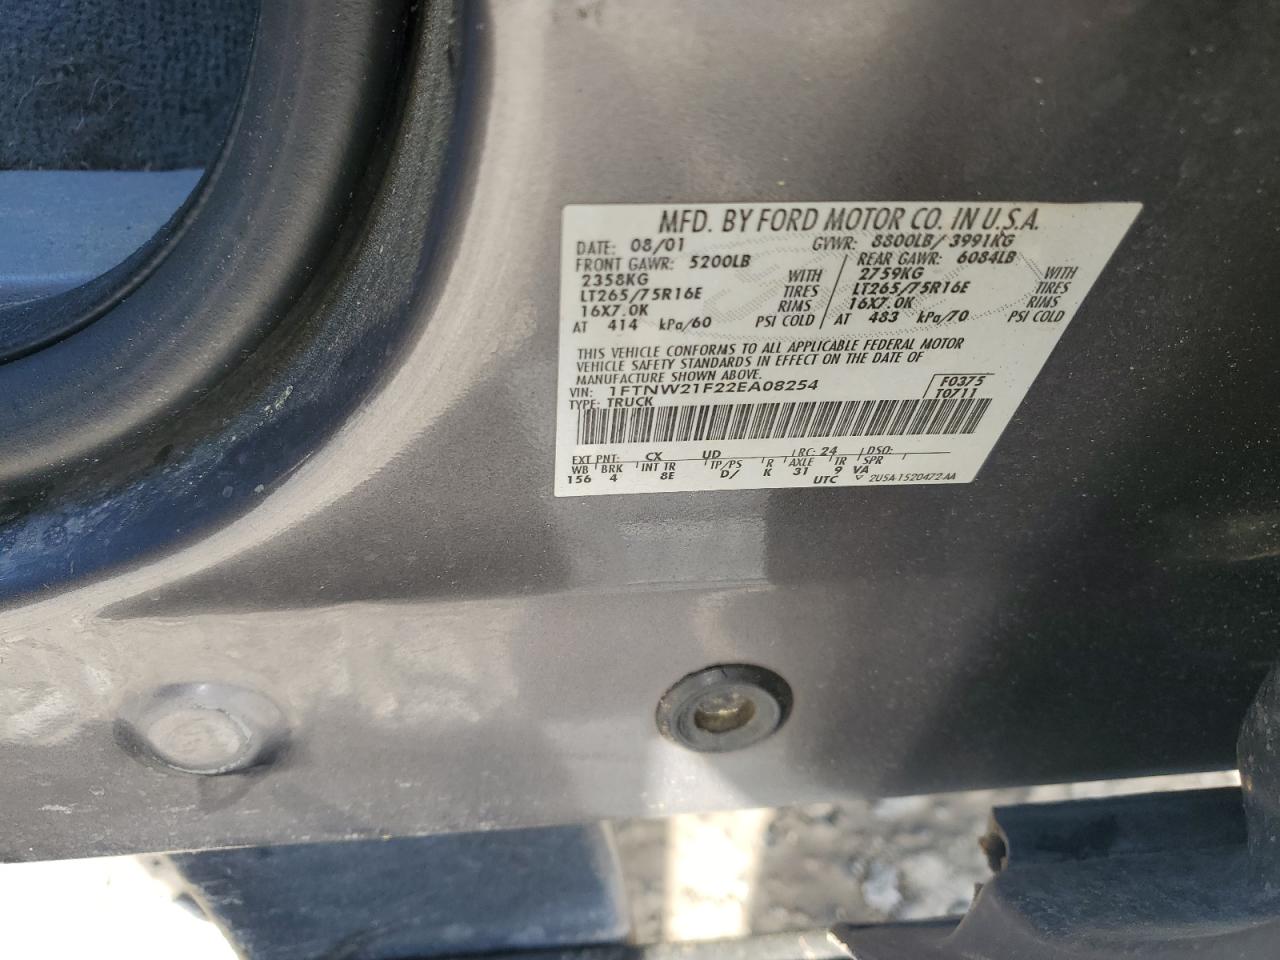 MFD. BY FORD MOTOR CO. IN U.S.A.
DATE: 08/01 GVWR: 8800LB/ 3991KG
FRONT GAWR: 5200LB REAR GAWR: 6084LB
2358KG WITH 2759KG WITH
LT265/75R16E TIRES LT265/75R16E TIRES
16X7.0K RIMS 16X7.0K RIMS
AT 414 kPa/60 PSI COLD AT 483 kPa/70 PSI COLD
THIS VEHICLE CONFORMS TO ALL APPLICABLE FEDERAL MOTOR
VEHICLE SAFETY STANDARDS IN EFFECT ON THE DATE OF
MANUFACTURE SHOWN ABOVE.
VIN: 1FTNW21F22EA08254 F0375
TYPE: TRUCK T0711
EXT PNT: CX UD RC: 24 DSO:
WB BRK INT TR TP/PS R AXLE TR SPR
156 4 8E D/ K 31 9 VA
UTC 2U5A-1520472-AA